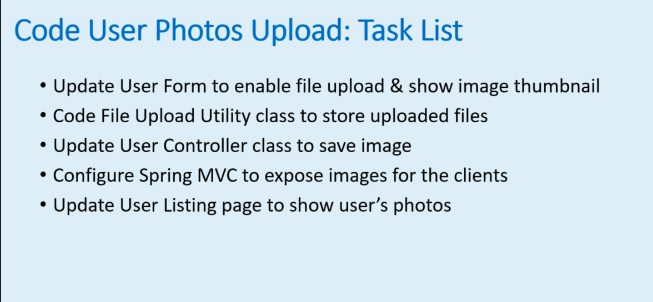 Code User Photos Upload: Task List
• Update User Form to enable file upload & show image thumbnail
• Code File Upload Utility class to store uploaded files
• Update User Controller class to save image
• Configure Spring MVC to expose images for the clients
• Update User Listing page to show user's photos